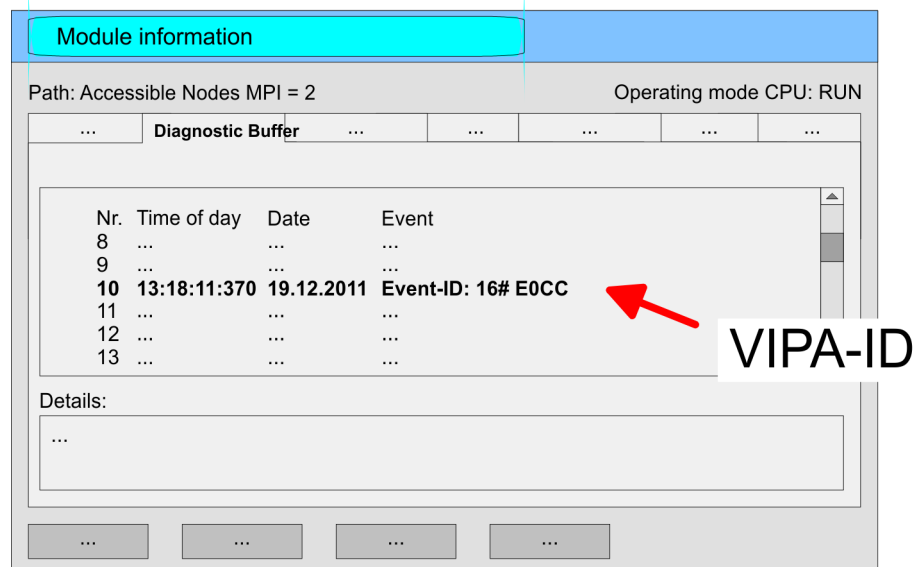 Module information
Path: Accessible Nodes MPI = 2 Operating mode CPU: RUN
... Diagnostic Buffer ... ... ... ... ...
Nr. Time of day Date Event
8 ... ... ...
9 ... ... ...
10 13:18:11:370 19.12.2011 Event-ID: 16# E0CC
11 ... ... ...
12 ... ... ...
13 ... ... ...
VIPA-ID
Details:
...
... ... ... ...